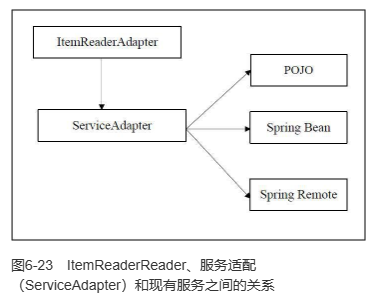 ItemReaderAdapter
POJO
ServiceAdapter
Spring Bean
Spring Remote
图6-23 ItemReaderReader、服务适配
（ServiceAdapter）和现有服务之间的关系